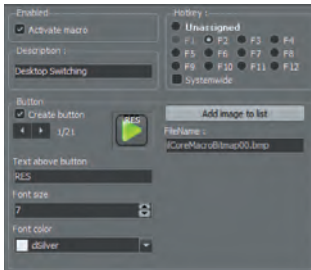 Enabled
Activate macro
Description :
Desktop Switching
Hotkey :
Unassigned
F1 F2 F3 F4
F5 F6 F7 F8
F9 F10 F11 F12
Systemwide
Button
Create button
1/21
RES
Text above button
RES
Font size
7
Font color
dSilver
Add image to list
FileName :
ilCoreMacroBitmap00.bmp